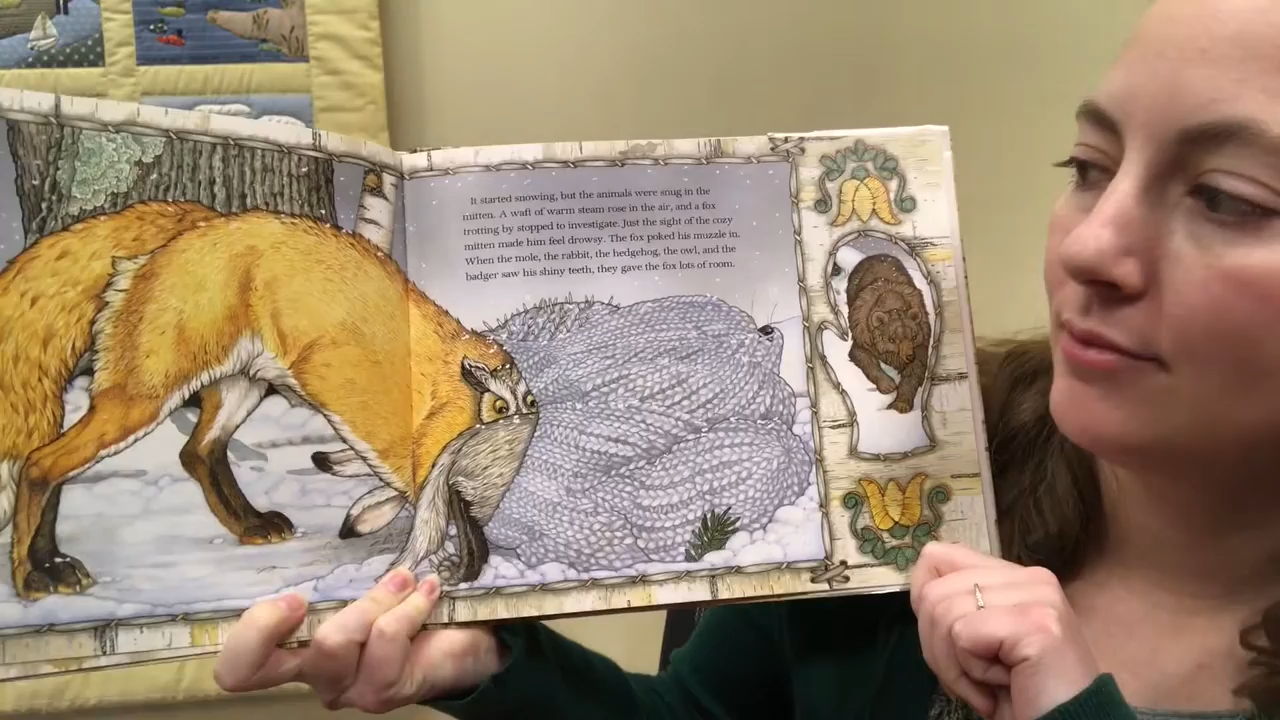 It started snowing, but the animals were snug in the
mitten. A waft of warm steam rose in the air, and a fox
trotting by stopped to investigate. Just the sight of the cozy
mitten made him feel drowsy. The fox poked his muzzle in.
When the mole, the rabbit, the hedgehog, the owl, and the
badger saw his shiny teeth, they gave the fox lots of room.